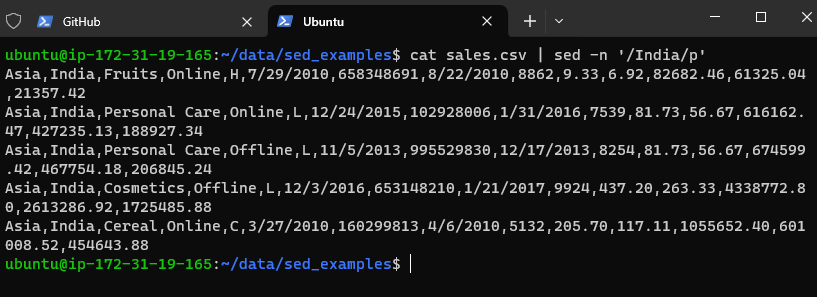 GitHub
Ubuntu
ubuntu@ip-172-31-19-165:~/data/sed_examples$ cat sales.csv | sed -n '/India/p'
Asia,India,Fruits,Online,H,7/29/2010,658348691,8/22/2010,8862,9.33,6.92,82682.46,61325.04
,21357.42
Asia,India,Personal Care,Online,L,12/24/2015,102928006,1/31/2016,7539,81.73,56.67,616162.
47,427235.13,188927.34
Asia,India,Personal Care,Offline,L,11/5/2013,995529830,12/17/2013,8254,81.73,56.67,674599
.42,467754.18,206845.24
Asia,India,Cosmetics,Offline,L,12/3/2016,653148210,1/21/2017,9924,437.20,263.33,4338772.8
0,2613286.92,1725485.88
Asia,India,Cereal,Online,C,3/27/2010,160299813,4/6/2010,5132,205.70,117.11,1055652.40,601
008.52,454643.88
ubuntu@ip-172-31-19-165:~/data/sed_examples$